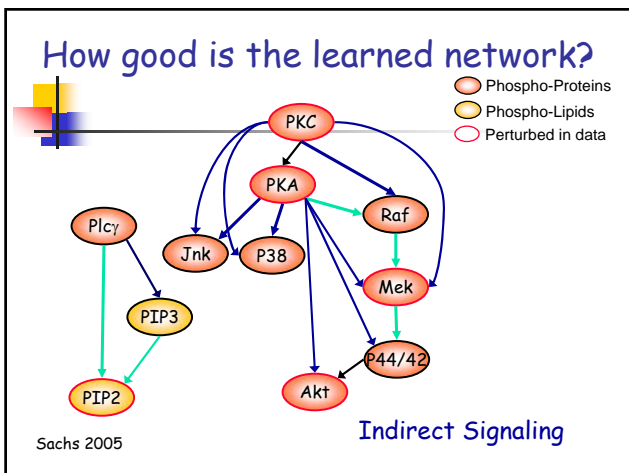 How good is the learned network?
Phospho-Proteins
Phospho-Lipids
Perturbed in data
PKC
PKA
Raf
Plcγ
Jnk
P38
Mek
PIP3
P44/42
Akt
PIP2
Indirect Signaling
Sachs 2005